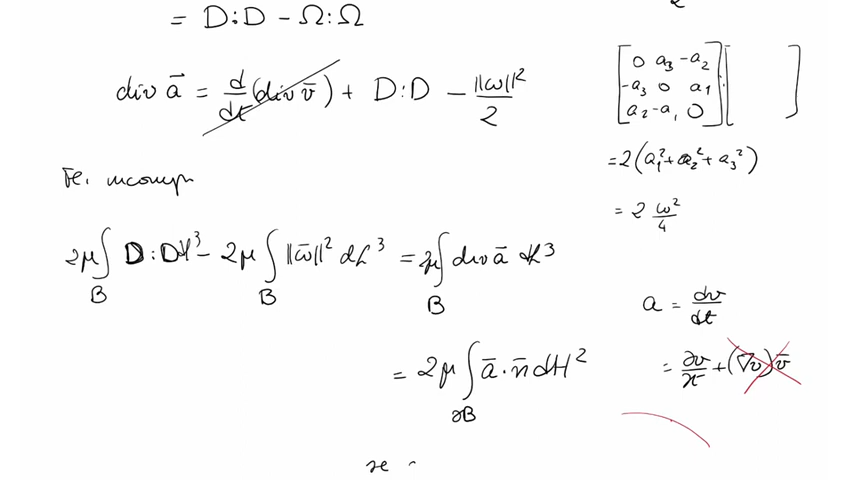 = D:D - Ω:Ω
2
div a⃗ = d/dt (div v̄) + D:D - ||ω||²/2
[ 0 a₃ -a₂
-a₃ 0 a₁
a₂ -a₁ 0 ] [ ]
= 2(a₁² + a₂² + a₃²)
= 2 ω²/4
Fe. incomp
2μ ∫_B D:D dℒ³ - 2μ ∫_B ||ω̄||² dℒ³ = 2μ ∫_B div a⃗ dℒ³
a = dv/dt
= 2μ ∫_∂B ā · n̄ dH²
= ∂v/∂t + (∇v) v̄
se